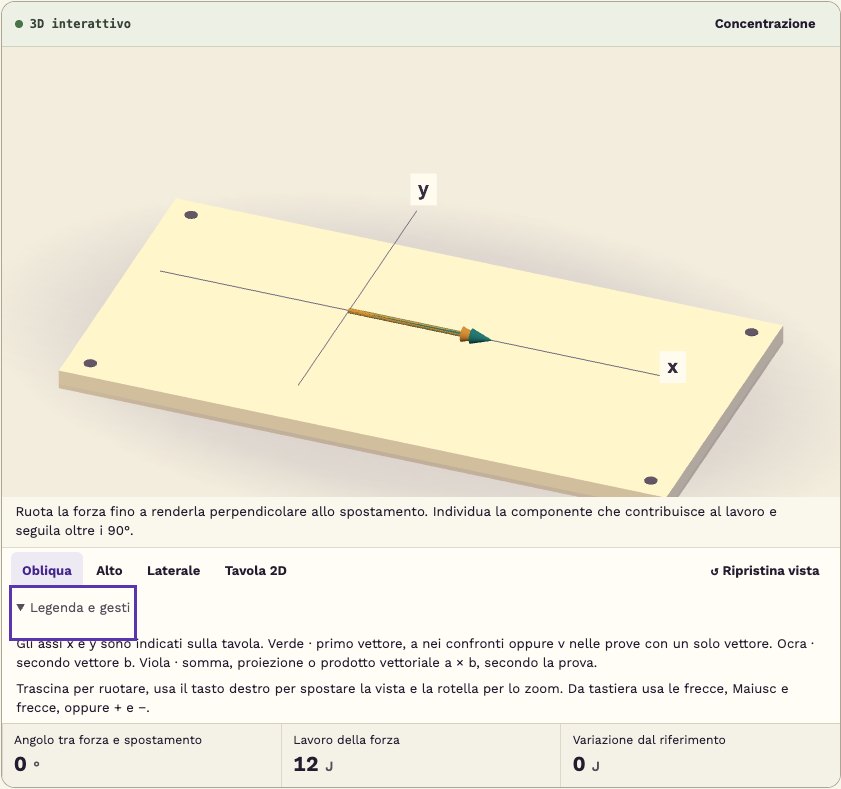 3D interattivo
Concentrazione
y
x
Ruota la forza fino a renderla perpendicolare allo spostamento. Individua la componente che contribuisce al lavoro e
seguila oltre i 90°.
Obliqua Alto Laterale Tavola 2D ↺ Ripristina vista
▼ Legenda e gesti
Gli assi x e y sono indicati sulla tavola. Verde · primo vettore, a nei confronti oppure v nelle prove con un solo vettore. Ocra ·
secondo vettore b. Viola · somma, proiezione o prodotto vettoriale a × b, secondo la prova.
Trascina per ruotare, usa il tasto destro per spostare la vista e la rotella per lo zoom. Da tastiera usa le frecce, Maiusc e
frecce, oppure + e −.
Angolo tra forza e spostamento
0 °
Lavoro della forza
12 J
Variazione dal riferimento
0 J